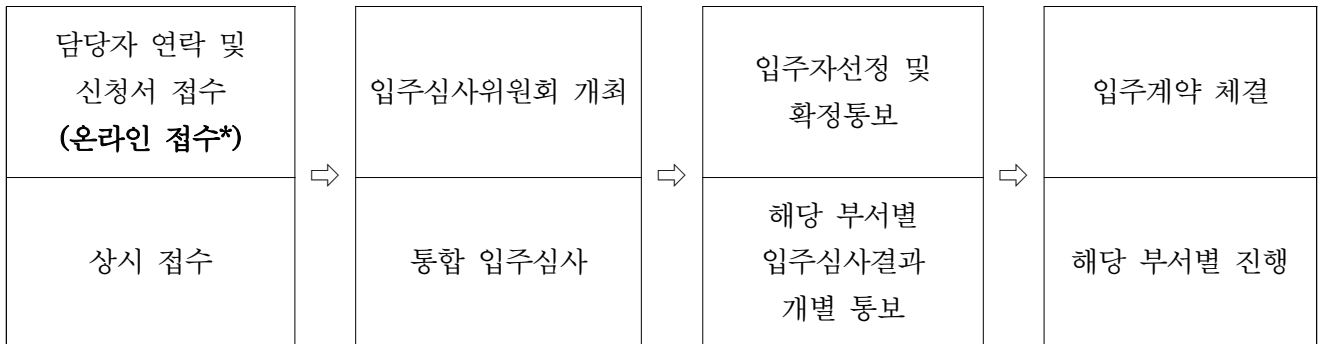 담당자 연락 및
신청서 접수
(온라인 접수*)
상시 접수
⇨
입주심사위원회 개최
통합 입주심사
⇨
입주자선정 및
확정통보
해당 부서별
입주심사결과
개별 통보
⇨
입주계약 체결
해당 부서별 진행